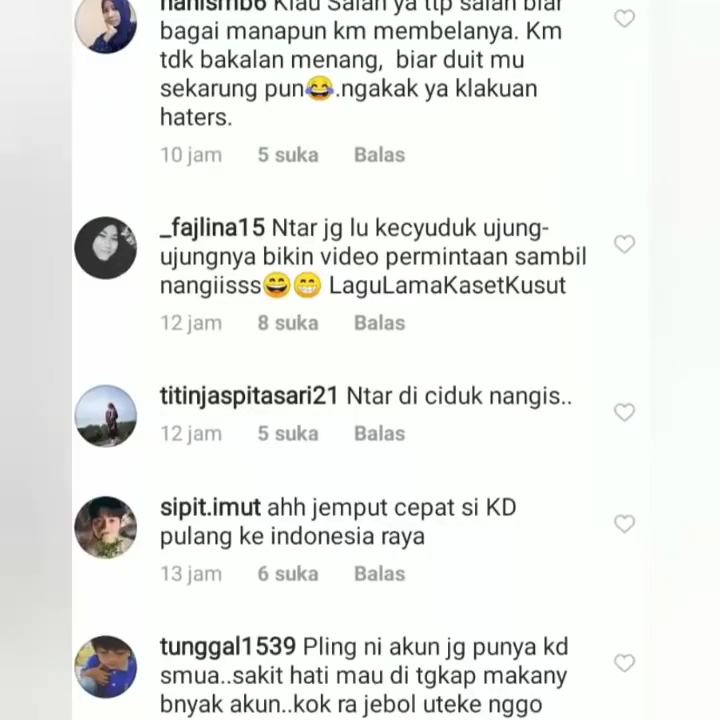 hanismb6 Klau Salah ya ttp salah biar
bagai manapun km membelanya. Km
tdk bakalan menang, biar duit mu
sekarung pun😂.ngakak ya klakuan
haters.
10 jam 5 suka Balas
_fajlina15 Ntar jg lu kecyuduk ujung-
ujungnya bikin video permintaan sambil
nangiisss😄😁 LaguLamaKasetKusut
12 jam 8 suka Balas
titinjaspitasari21 Ntar di ciduk nangis..
12 jam 5 suka Balas
sipit.imut ahh jemput cepat si KD
pulang ke indonesia raya
13 jam 6 suka Balas
tunggal1539 Pling ni akun jg punya kd
smua..sakit hati mau di tgkap makany
bnyak akun..kok ra jebol uteke nggo